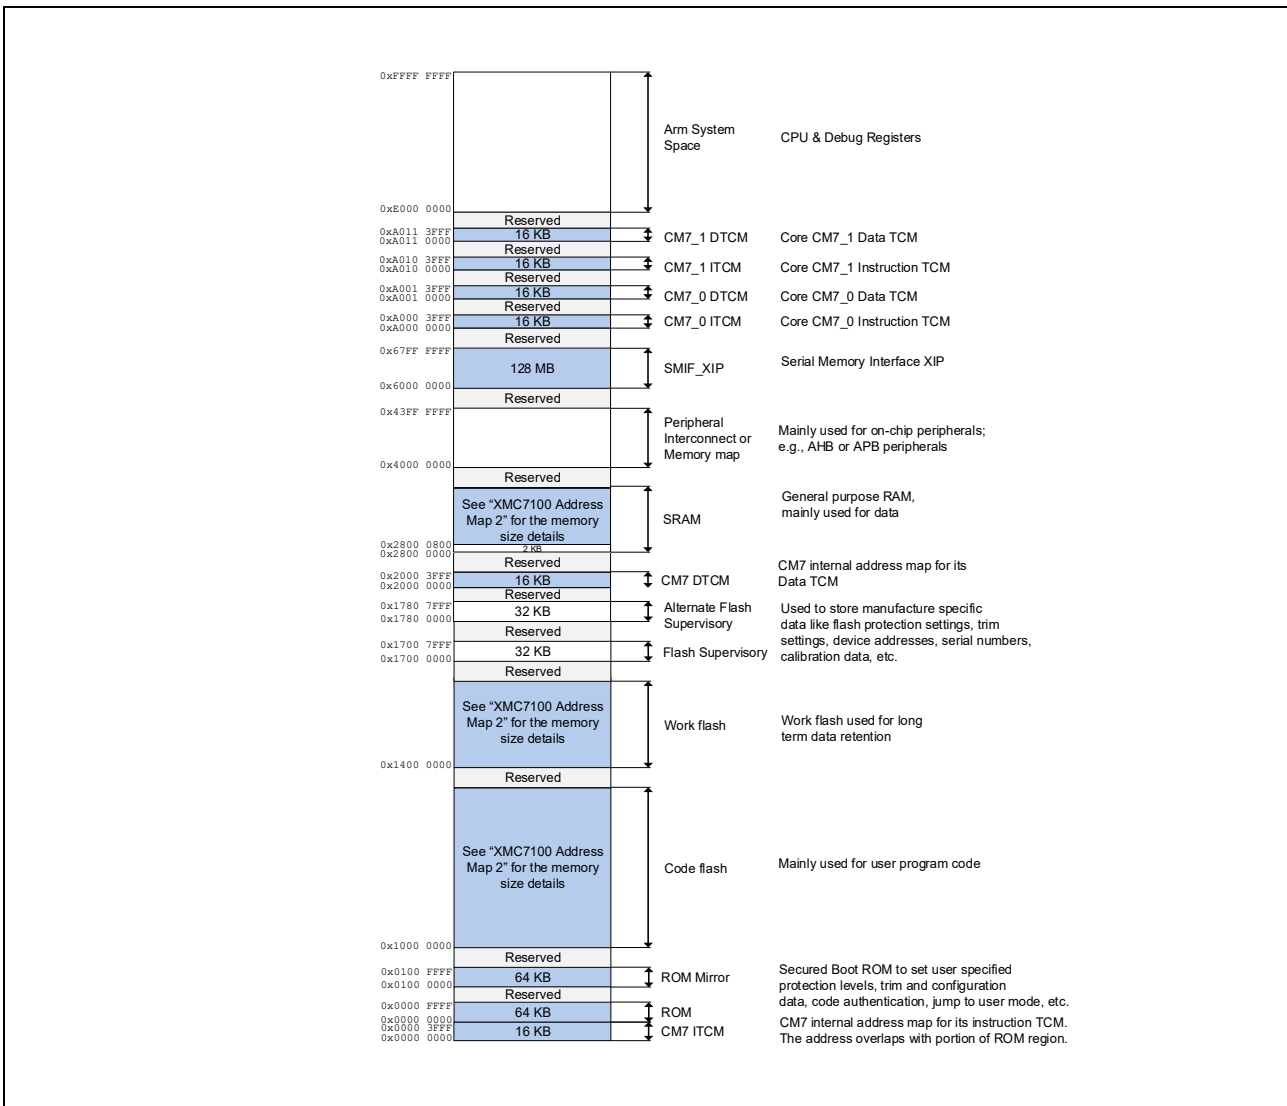 0xFFFF FFFF
Arm System
Space
CPU & Debug Registers
0xE000 0000
Reserved
0xA011 3FFF
0xA011 0000
16 KB
CM7_1 DTCM
Core CM7_1 Data TCM
Reserved
0xA010 3FFF
0xA010 0000
16 KB
CM7_1 ITCM
Core CM7_1 Instruction TCM
Reserved
0xA001 3FFF
0xA001 0000
16 KB
CM7_0 DTCM
Core CM7_0 Data TCM
Reserved
0xA000 3FFF
0xA000 0000
16 KB
CM7_0 ITCM
Core CM7_0 Instruction TCM
Reserved
0x67FF FFFF
128 MB
SMIF_XIP
Serial Memory Interface XIP
0x6000 0000
Reserved
0x43FF FFFF
Peripheral
Interconnect or
Memory map
Mainly used for on-chip peripherals;
e.g., AHB or APB peripherals
0x4000 0000
Reserved
See “XMC7100 Address
Map 2” for the memory
size details
SRAM
General purpose RAM,
mainly used for data
0x2800 0800
0x2800 0000
2 KB
Reserved
0x2000 3FFF
0x2000 0000
16 KB
CM7 DTCM
CM7 internal address map for its
Data TCM
Reserved
0x1780 7FFF
0x1780 0000
32 KB
Alternate Flash
Supervisory
Used to store manufacture specific
data like flash protection settings, trim
settings, device addresses, serial numbers,
calibration data, etc.
Reserved
0x1700 7FFF
0x1700 0000
32 KB
Flash Supervisory
Reserved
See “XMC7100 Address
Map 2” for the memory
size details
Work flash
Work flash used for long
term data retention
0x1400 0000
Reserved
See “XMC7100 Address
Map 2” for the memory
size details
Code flash
Mainly used for user program code
0x1000 0000
Reserved
0x0100 FFFF
0x0100 0000
64 KB
ROM Mirror
Secured Boot ROM to set user specified
protection levels, trim and configuration
data, code authentication, jump to user mode, etc.
Reserved
0x0000 FFFF
0x0000 0000
64 KB
ROM
0x0000 3FFF
0x0000 0000
16 KB
CM7 ITCM
CM7 internal address map for its instruction TCM.
The address overlaps with portion of ROM region.